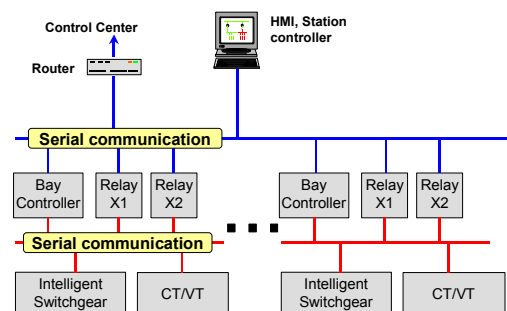 Control Center
HMI, Station
controller
Router
Serial communication
Bay
Controller
Relay
X1
Relay
X2
Bay
Controller
Relay
X1
Relay
X2
Serial communication
Intelligent
Switchgear
CT/VT
Intelligent
Switchgear
CT/VT